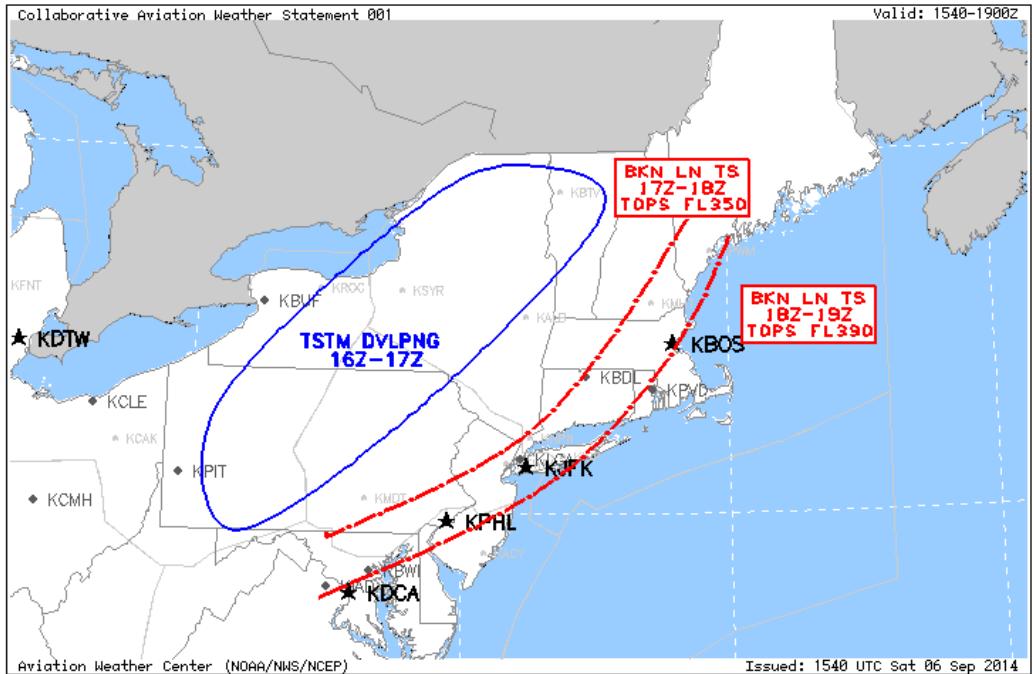 Collaborative Aviation Weather Statement 001
Valid: 1540-1900Z
BKN LN TS
17Z-18Z
TOPS FL350
KBTV
KFNT
KROC
KBUF
KSYR
BKN LN TS
18Z-19Z
TOPS FL390
KALB
KDTW
TSTM DVLPNG
16Z-17Z
KBOS
KBDL
KPVD
KCLE
KCAK
KPIT
KJFK
KCMH
KMDT
KPHL
KBWI
KDCA
Aviation Weather Center (NOAA/NWS/NCEP)
Issued: 1540 UTC Sat 06 Sep 2014